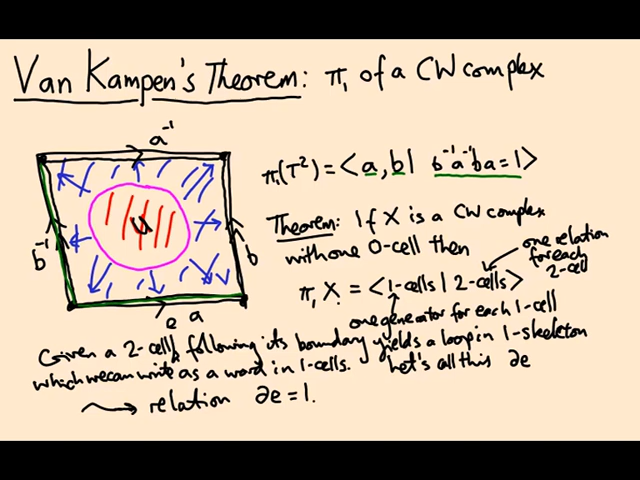 Van Kampen's Theorem: π₁ of a CW complex
a⁻¹
π₁(T²) = <a, b | b⁻¹a⁻¹ba = 1>
U
b⁻¹
b
e a
Theorem: If X is a CW complex
with one 0-cell then
one relation
for each
2-cell
π₁ X = <1-cells | 2-cells>
one generator for each 1-cell
Given a 2-cell, following its boundary yields a loop in 1-skeleton
which we can write as a word in 1-cells. Let's all this ∂e
relation ∂e = 1.